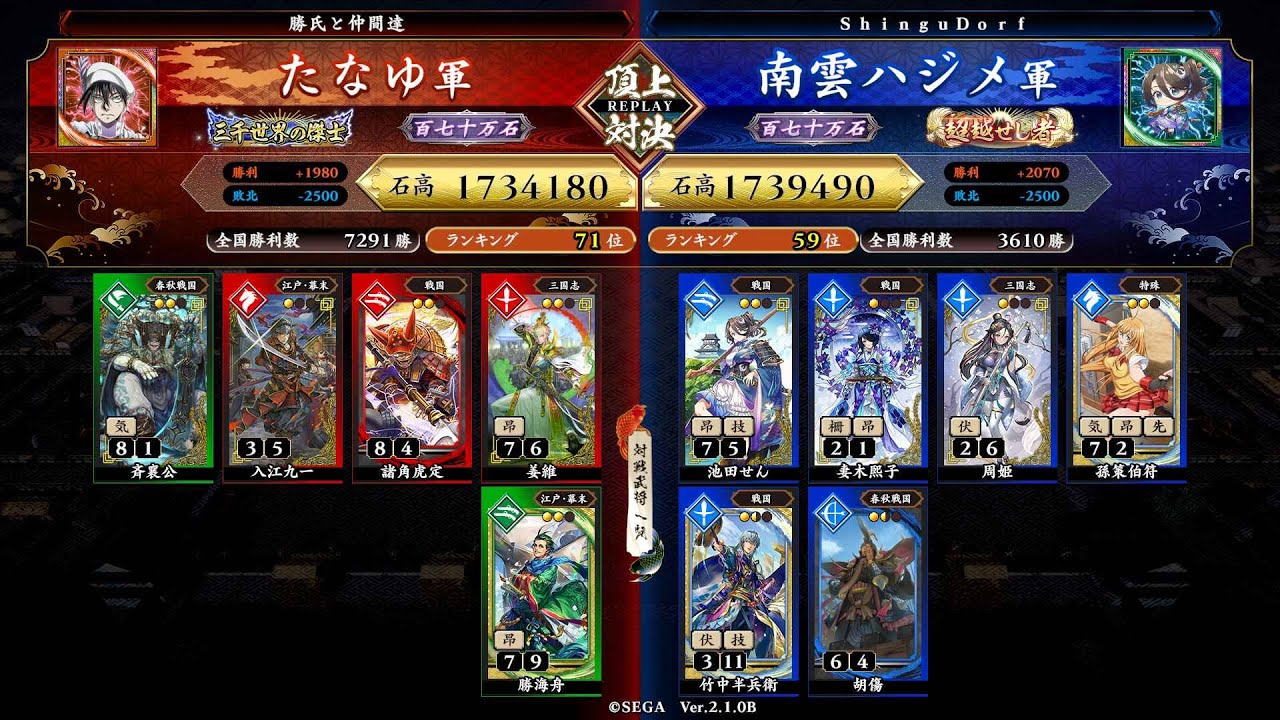 勝氏と仲間達
ShinguDorf
たなゆ軍
頂上
REPLAY
対決
南雲ハジメ軍
三千世界の傑士
百七十万石
百七十万石
超越せし者
勝利 +1980
敗北 -2500
石高 1734180
石高 1739490
勝利 +2070
敗北 -2500
全国勝利数 7291勝
ランキング 71位
ランキング 59位
全国勝利数 3610勝
春秋戦国
江戸・幕末
戦国
三国志
戦国
戦国
三国志
特殊
気
8 1
斉襄公
3 5
入江九一
8 4
諸角虎定
昂
7 6
姜維
昂 技
7 5
池田せん
柵 昂
2 1
妻木煕子
伏
2 6
周姫
気 昂 先
7 2
孫策伯符
対戦武将一覧
江戸・幕末
戦国
春秋戦国
昂
7 9
勝海舟
伏 技
3 11
竹中半兵衛
6 4
胡傷
©SEGA Ver.2.1.0B